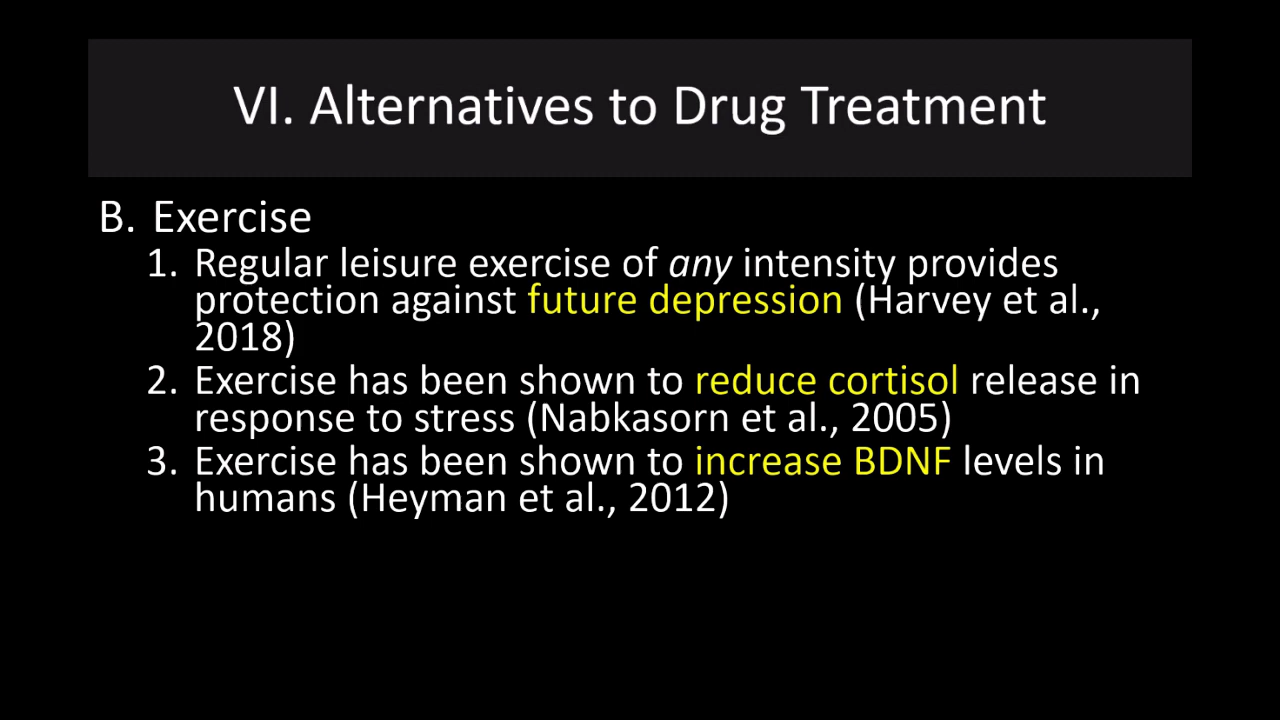 VI. Alternatives to Drug Treatment
B. Exercise
1. Regular leisure exercise of any intensity provides
protection against future depression (Harvey et al.,
2018)
2. Exercise has been shown to reduce cortisol release in
response to stress (Nabkasorn et al., 2005)
3. Exercise has been shown to increase BDNF levels in
humans (Heyman et al., 2012)